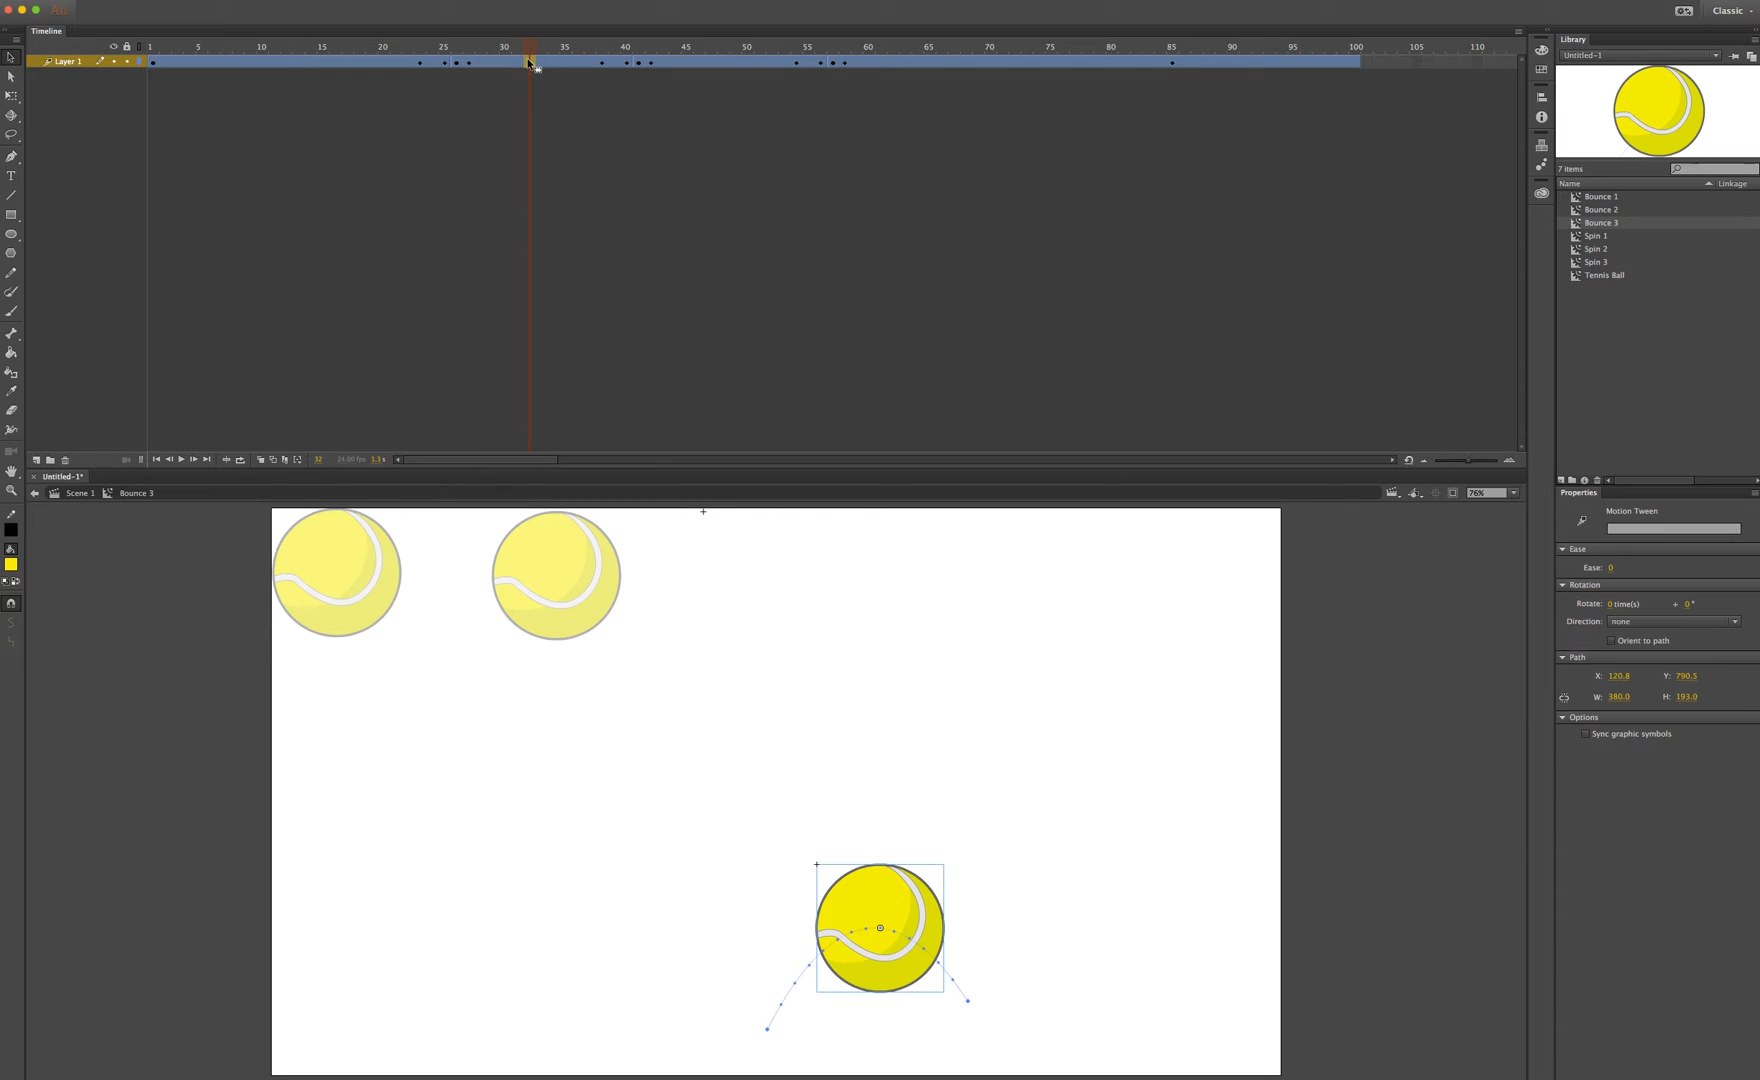 An
Classic
Timeline
1 5 10 15 20 25 30 35 40 45 50 55 60 65 70 75 80 85 90 95 100 105 110
Layer 1
32 24.00 fps 1.3 s
Untitled-1*
Scene 1 Bounce 3
76%
Library
Untitled-1
7 items
Name Linkage
Bounce 1
Bounce 2
Bounce 3
Spin 1
Spin 2
Spin 3
Tennis Ball
Properties
Motion Tween
Ease
Ease: 0
Rotation
Rotate: 0 time(s) + 0°
Direction: none
Orient to path
Path
X: 120.8 Y: 790.5
W: 380.0 H: 193.0
Options
Sync graphic symbols